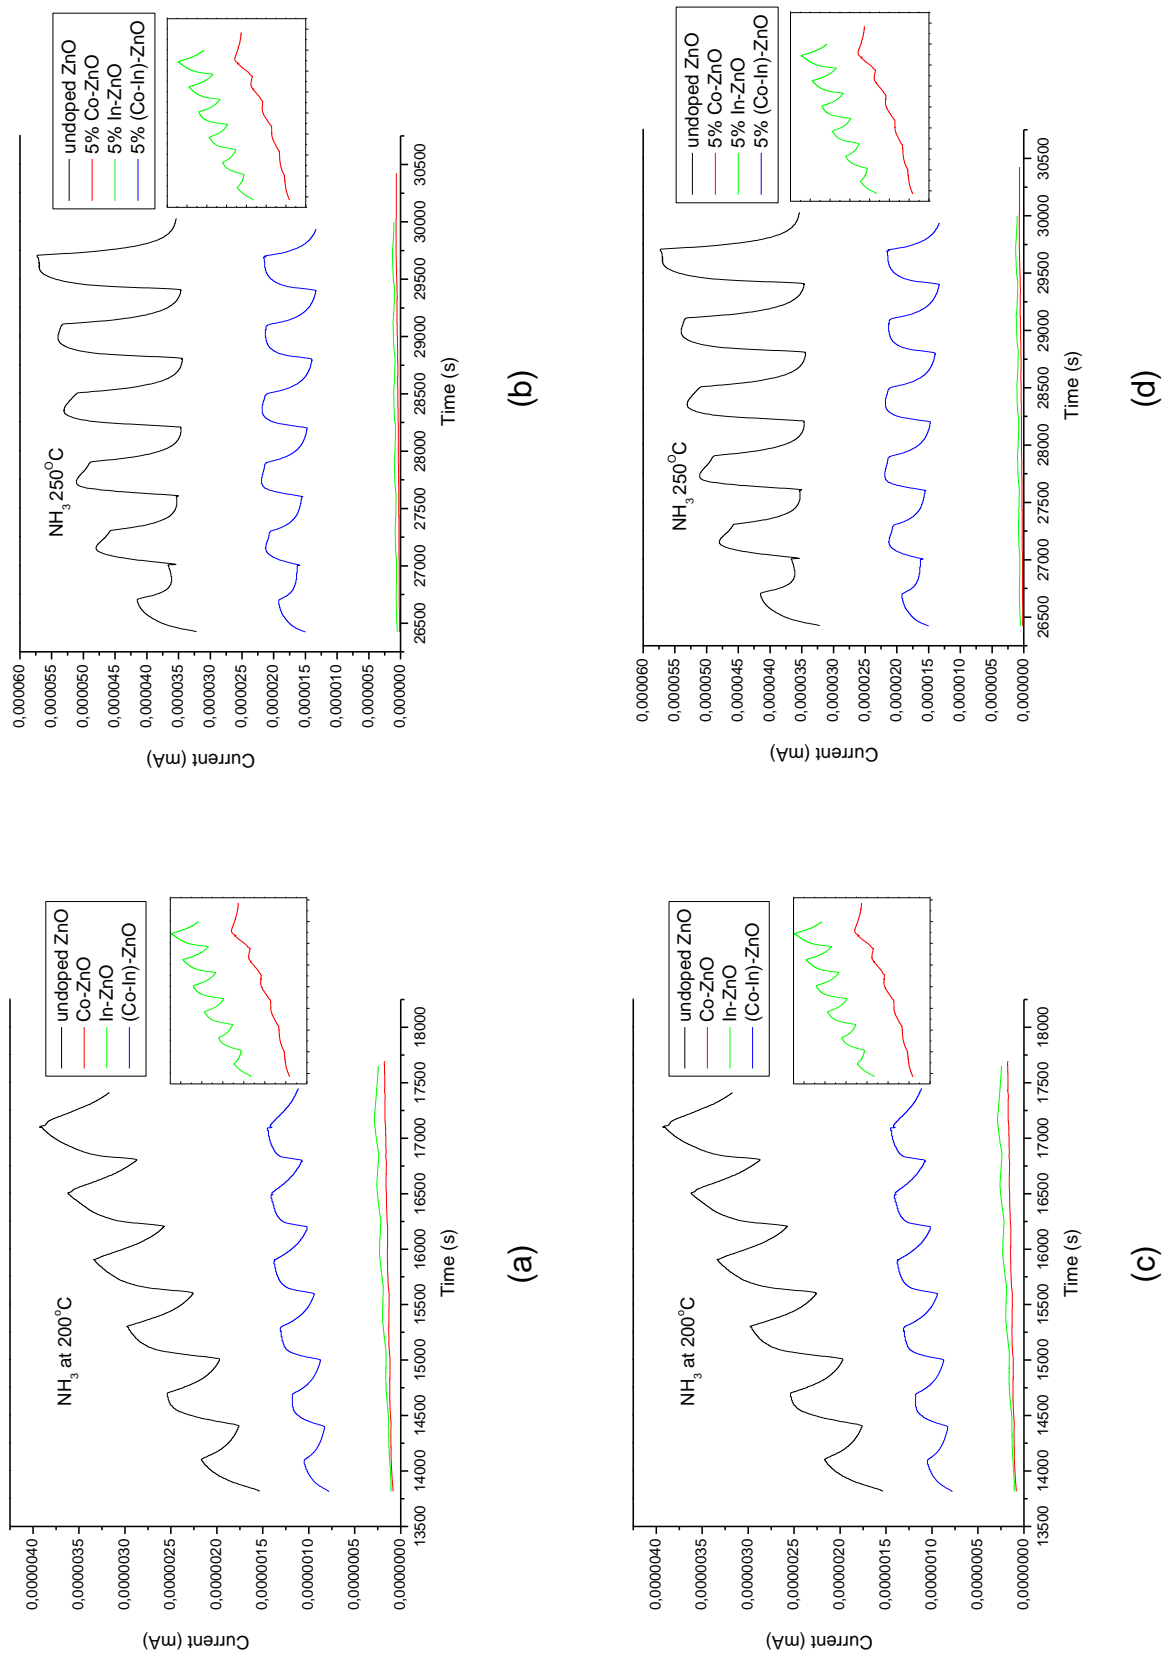 undoped ZnO
Co-ZnO
In-ZnO
(Co-In)-ZnO
NH3 at 200°C
0,0000040
0,0000035
0,0000030
0,0000025
0,0000020
0,0000015
0,0000010
0,0000005
0,0000000
Current (mA)
13500 14000 14500 15000 15500 16000 16500 17000 17500 18000
Time (s)
(a)
undoped ZnO
5% Co-ZnO
5% In-ZnO
5% (Co-In)-ZnO
NH3 250OC
0,000060
0,000055
0,000050
0,000045
0,000040
0,000035
0,000030
0,000025
0,000020
0,000015
0,000010
0,000005
0,000000
Current (mA)
26500 27000 27500 28000 28500 29000 29500 30000 30500
Time (s)
(b)
undoped ZnO
Co-ZnO
In-ZnO
(Co-In)-ZnO
NH3 at 200°C
0,0000040
0,0000035
0,0000030
0,0000025
0,0000020
0,0000015
0,0000010
0,0000005
0,0000000
Current (mA)
13500 14000 14500 15000 15500 16000 16500 17000 17500 18000
Time (s)
(c)
undoped ZnO
5% Co-ZnO
5% In-ZnO
5% (Co-In)-ZnO
NH3 250OC
0,000060
0,000055
0,000050
0,000045
0,000040
0,000035
0,000030
0,000025
0,000020
0,000015
0,000010
0,000005
0,000000
Current (mA)
26500 27000 27500 28000 28500 29000 29500 30000 30500
Time (s)
(d)